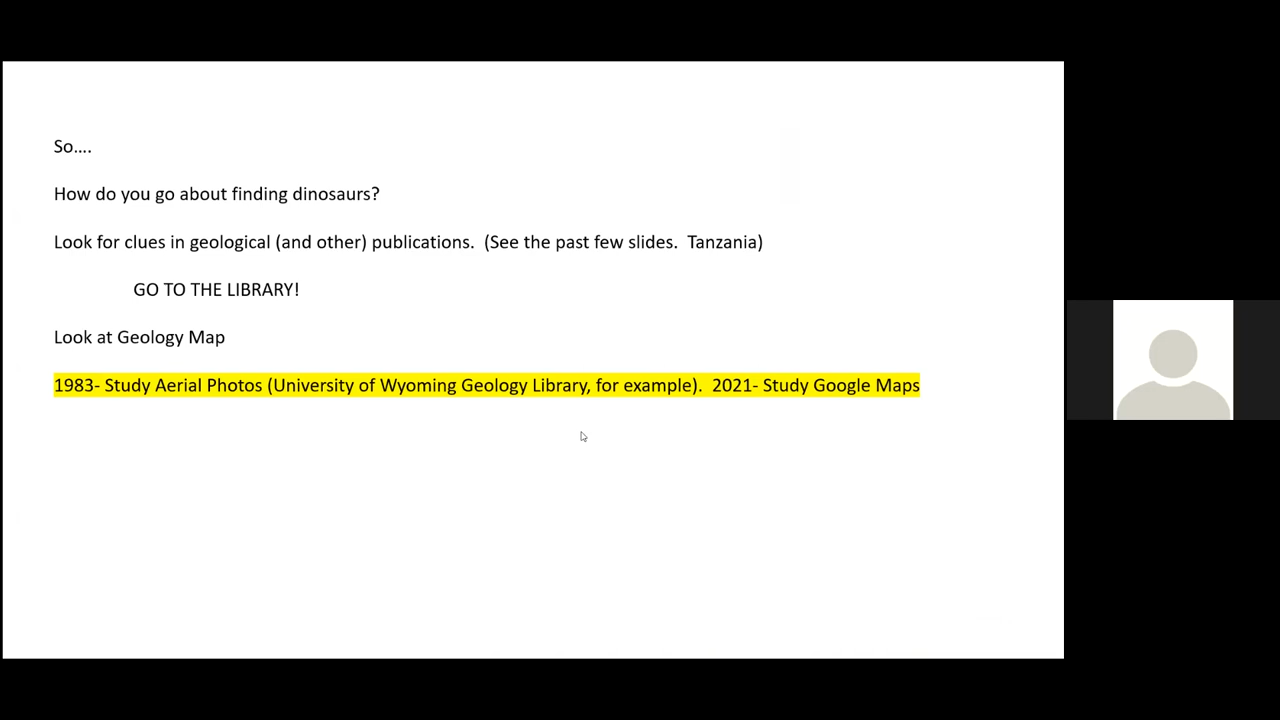 So….
How do you go about finding dinosaurs?
Look for clues in geological (and other) publications.  (See the past few slides.  Tanzania)
GO TO THE LIBRARY!
Look at Geology Map
1983- Study Aerial Photos (University of Wyoming Geology Library, for example).  2021- Study Google Maps